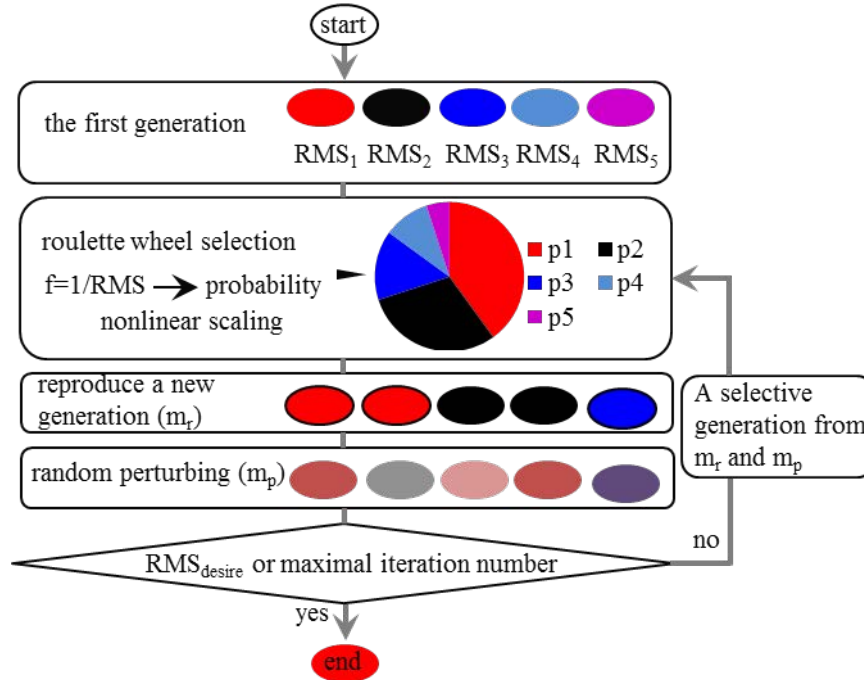 start
the first generation
RMS₁ RMS₂ RMS₃ RMS₄ RMS₅
roulette wheel selection
f=1/RMS → probability
nonlinear scaling
p1 p2
p3 p4
p5
reproduce a new
generation (mᵣ)
A selective
generation from
mᵣ and mₚ
random perturbing (mₚ)
no
RMSdesire or maximal iteration number
yes
end